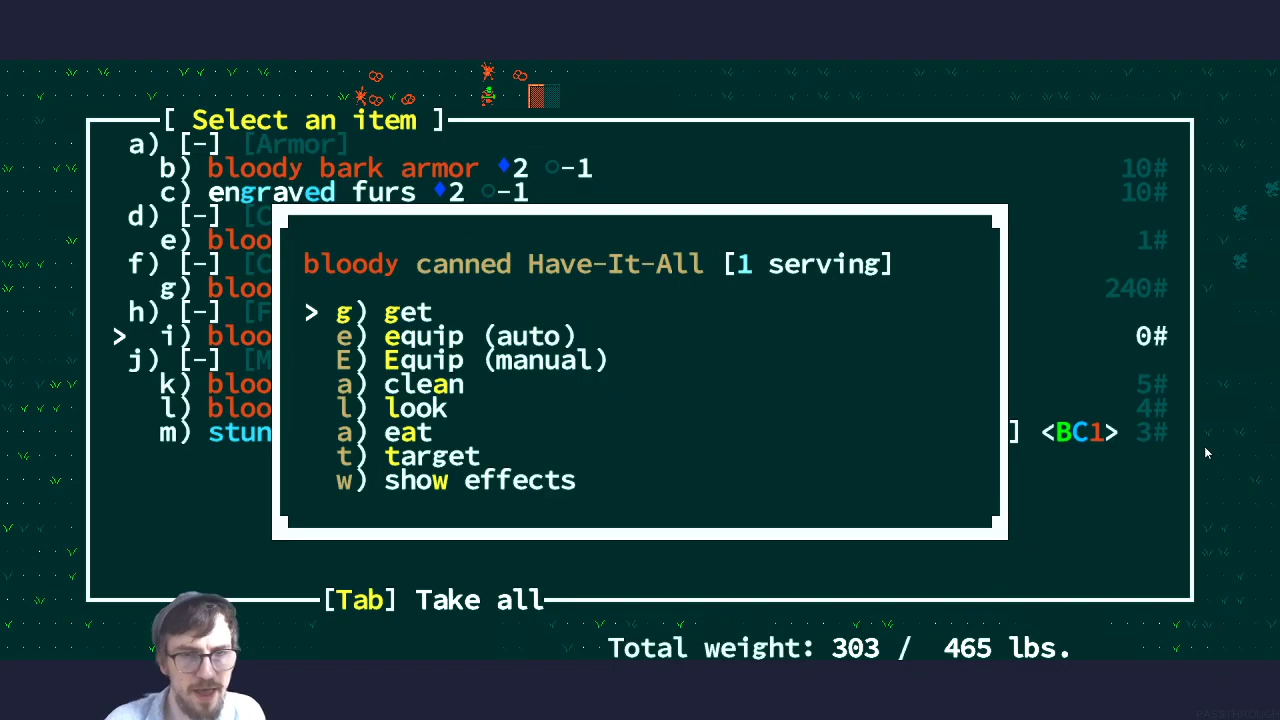 [ Select an item ]
a) [-] [Armor]
b) bloody bark armor ♦2 ○-1 10#
c) engraved furs ♦2 ○-1 10#
d) [-] [C
e) bloo 1#
f) [-] [C
g) bloo 240#
h) [-] [F
> i) bloo 0#
j) [-] [M
k) bloo 5#
l) bloo 4#
m) stun ] <BC1> 3#
bloody canned Have-It-All [1 serving]
> g) get
e) equip (auto)
E) Equip (manual)
a) clean
l) look
a) eat
t) target
w) show effects
[Tab] Take all
Total weight: 303 / 465 lbs.